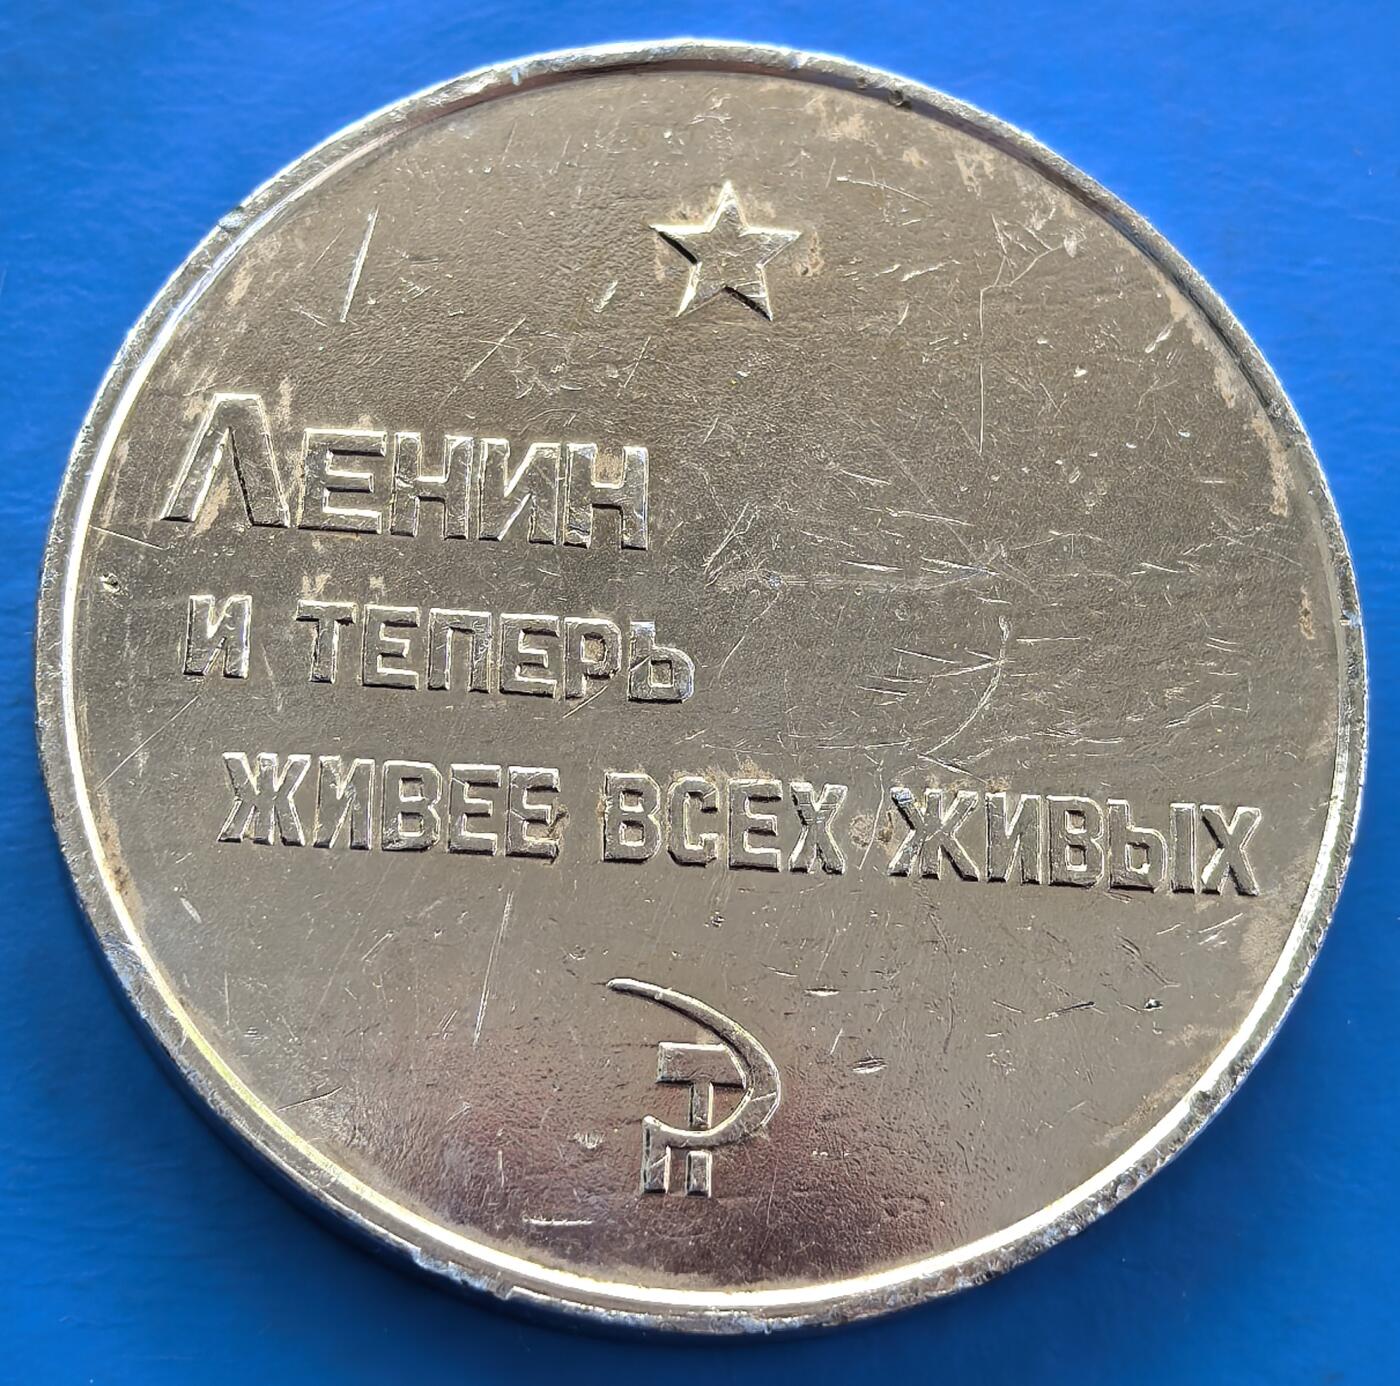 Ленин
и теперь
живее всех живых